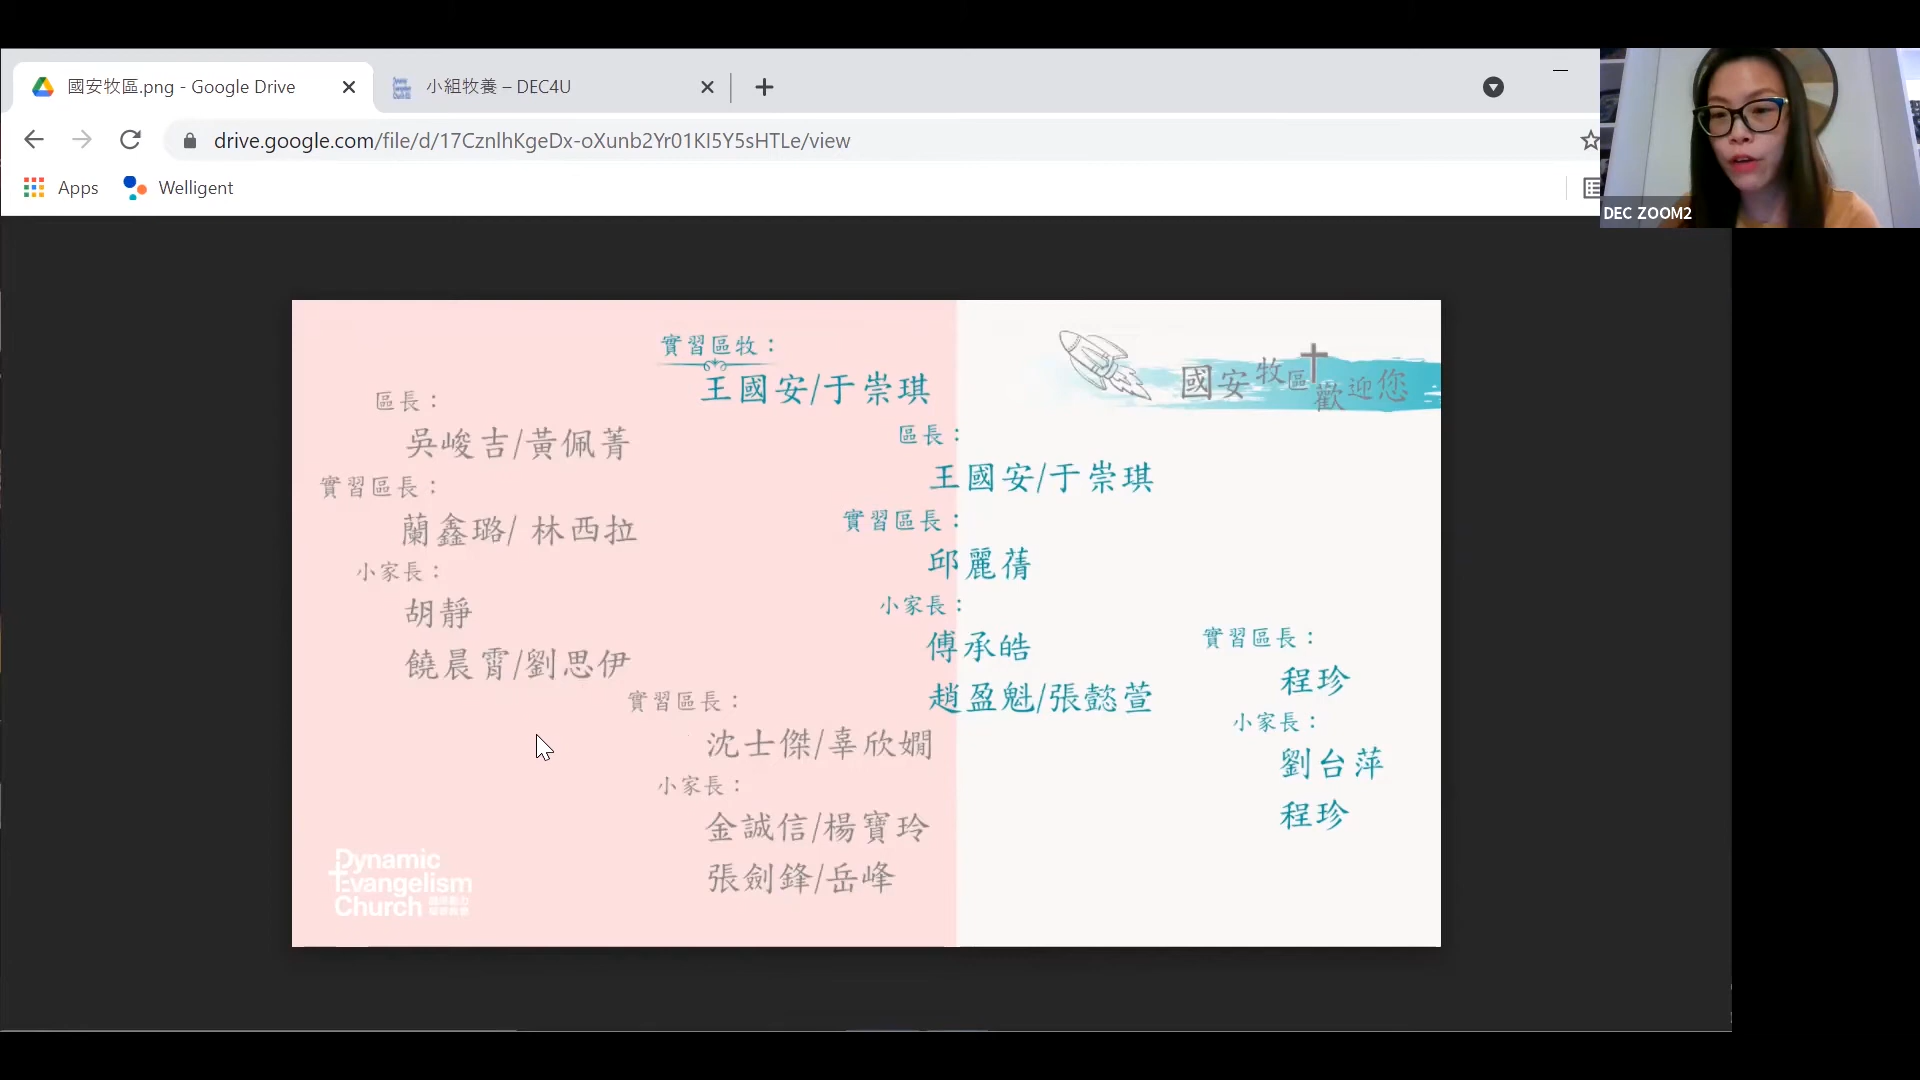 國安牧區.png - Google Drive
小組牧養 – DEC4U
drive.google.com/file/d/17CznlhKgeDx-oXunb2Yr01KI5Y5sHTLe/view
Apps
Welligent
DEC ZOOM2
國安牧區歡迎您
實習區牧：
王國安/于崇琪
區長：
吳峻吉/黃佩菁
實習區長：
蘭鑫璐/ 林西拉
小家長：
胡靜
饒晨霄/劉思伊
實習區長：
沈士傑/辜欣嫺
小家長：
金誠信/楊寶玲
張劍鋒/岳峰
區長：
王國安/于崇琪
實習區長：
邱麗蒨
小家長：
傅承皓
趙盈魁/張懿萱
實習區長：
程珍
小家長：
劉台萍
程珍
Dynamic
Evangelism
Church